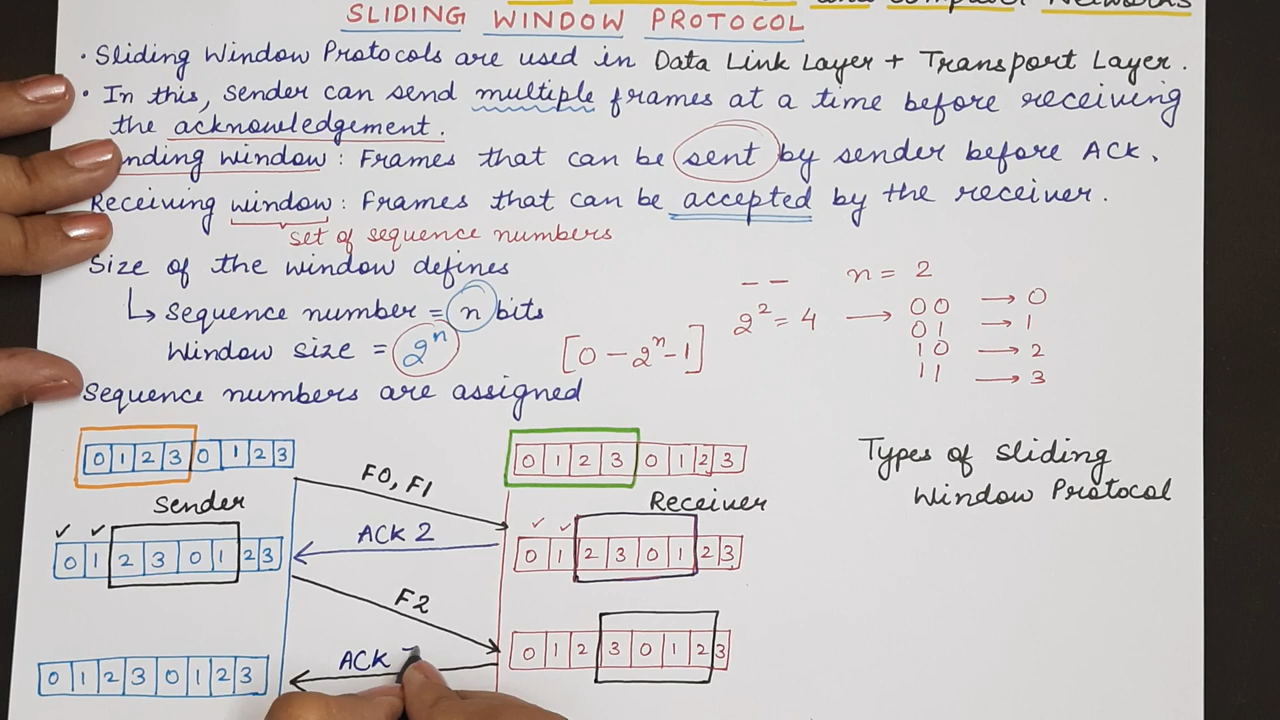 and Computer Networks
SLIDING WINDOW PROTOCOL
· Sliding Window Protocols are used in Data Link Layer + Transport Layer.
· In this, sender can send multiple frames at a time before receiving
the acknowledgement.
nding window : Frames that can be sent by sender before ACK.
Receiving window : Frames that can be accepted by the receiver.
set of sequence numbers
Size of the window defines
↳ Sequence number = n bits
Window size = 2ⁿ
[0 - 2ⁿ-1]
_ _ n = 2
2² = 4 → 00 → 0
01 → 1
10 → 2
11 → 3
Sequence numbers are assigned
0 1 2 3 0 1 2 3
F0, F1
0 1 2 3 0 1 2 3
Types of Sliding
Window Protocol
Sender
Receiver
✓ ✓
0 1 2 3 0 1 2 3
ACK 2
✓ ✓
0 1 2 3 0 1 2 3
F2
0 1 2 3 0 1 2 3
ACK
0 1 2 3 0 1 2 3